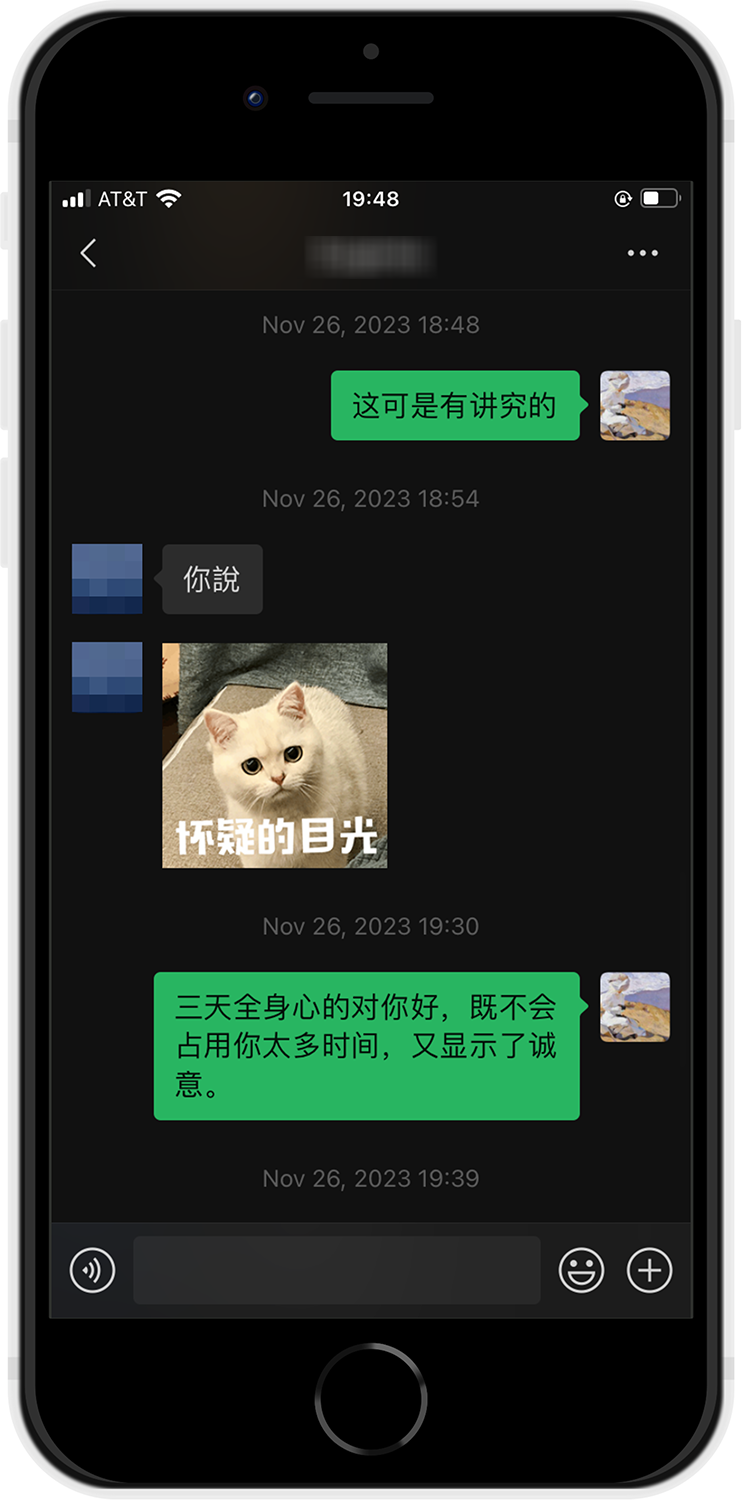 AT&T
19:48
Nov 26, 2023 18:48
这可是有讲究的
Nov 26, 2023 18:54
你說
怀疑的目光
Nov 26, 2023 19:30
三天全身心的对你好，既不会
占用你太多时间，又显示了诚
意。
Nov 26, 2023 19:39